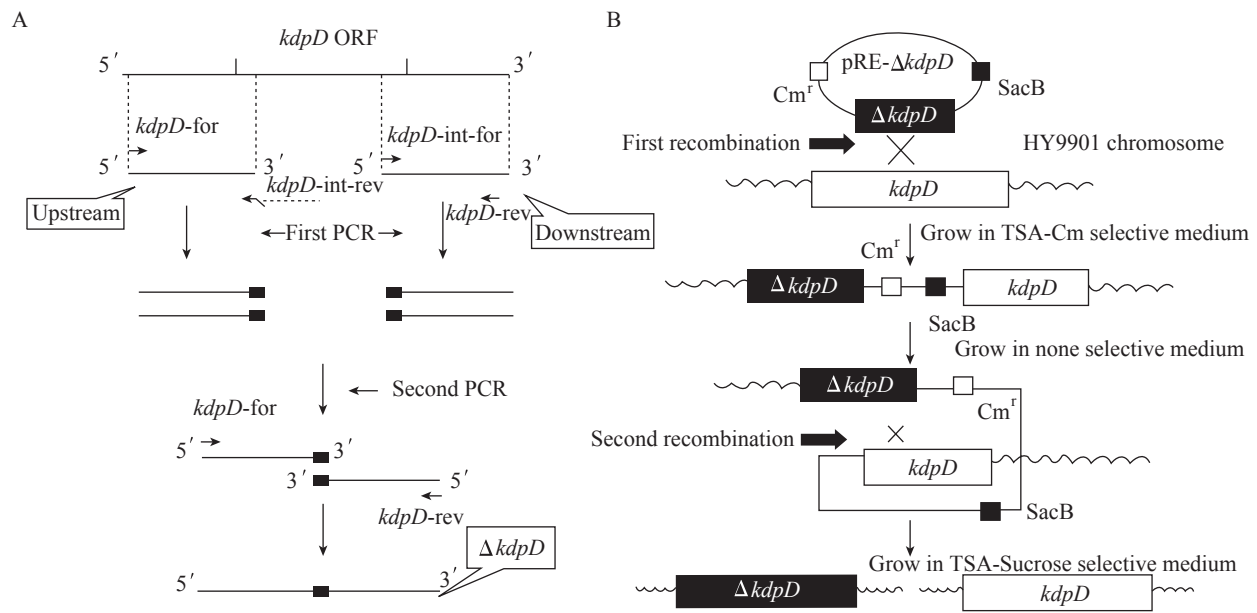 A
kdpD ORF
5′ 3′
kdpD-for
kdpD-int-for
5′ 3′ 5′ 3′
kdpD-int-rev
Upstream
kdpD-rev
First PCR
Downstream
Second PCR
kdpD-for
5′ 3′
3′ 5′
kdpD-rev
ΔkdpD
5′ 3′
B
pRE-ΔkdpD
Cmʳ
SacB
ΔkdpD
First recombination
HY9901 chromosome
kdpD
Grow in TSA-Cm selective medium
Cmʳ
ΔkdpD
kdpD
SacB
Grow in none selective medium
ΔkdpD
Cmʳ
Second recombination
kdpD
SacB
Grow in TSA-Sucrose selective medium
ΔkdpD
kdpD